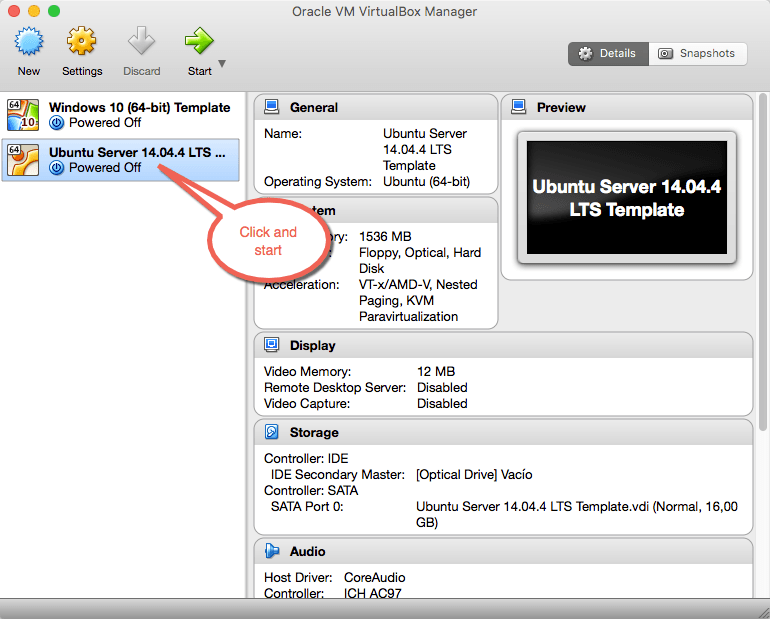 Oracle VM VirtualBox Manager
New
Settings
Discard
Start
Details
Snapshots
64
10
Windows 10 (64-bit) Template
Powered Off
64
Ubuntu Server 14.04.4 LTS ...
Powered Off
Click and
start
General
Name: Ubuntu Server
14.04.4 LTS
Template
Operating System: Ubuntu (64-bit)
Preview
Ubuntu Server 14.04.4
LTS Template
1536 MB
Floppy, Optical, Hard
Disk
Acceleration: VT-x/AMD-V, Nested
Paging, KVM
Paravirtualization
Display
Video Memory: 12 MB
Remote Desktop Server: Disabled
Video Capture: Disabled
Storage
Controller: IDE
IDE Secondary Master: [Optical Drive] Vacío
Controller: SATA
SATA Port 0: Ubuntu Server 14.04.4 LTS Template.vdi (Normal, 16,00
GB)
Audio
Host Driver: CoreAudio
Controller: ICH AC97